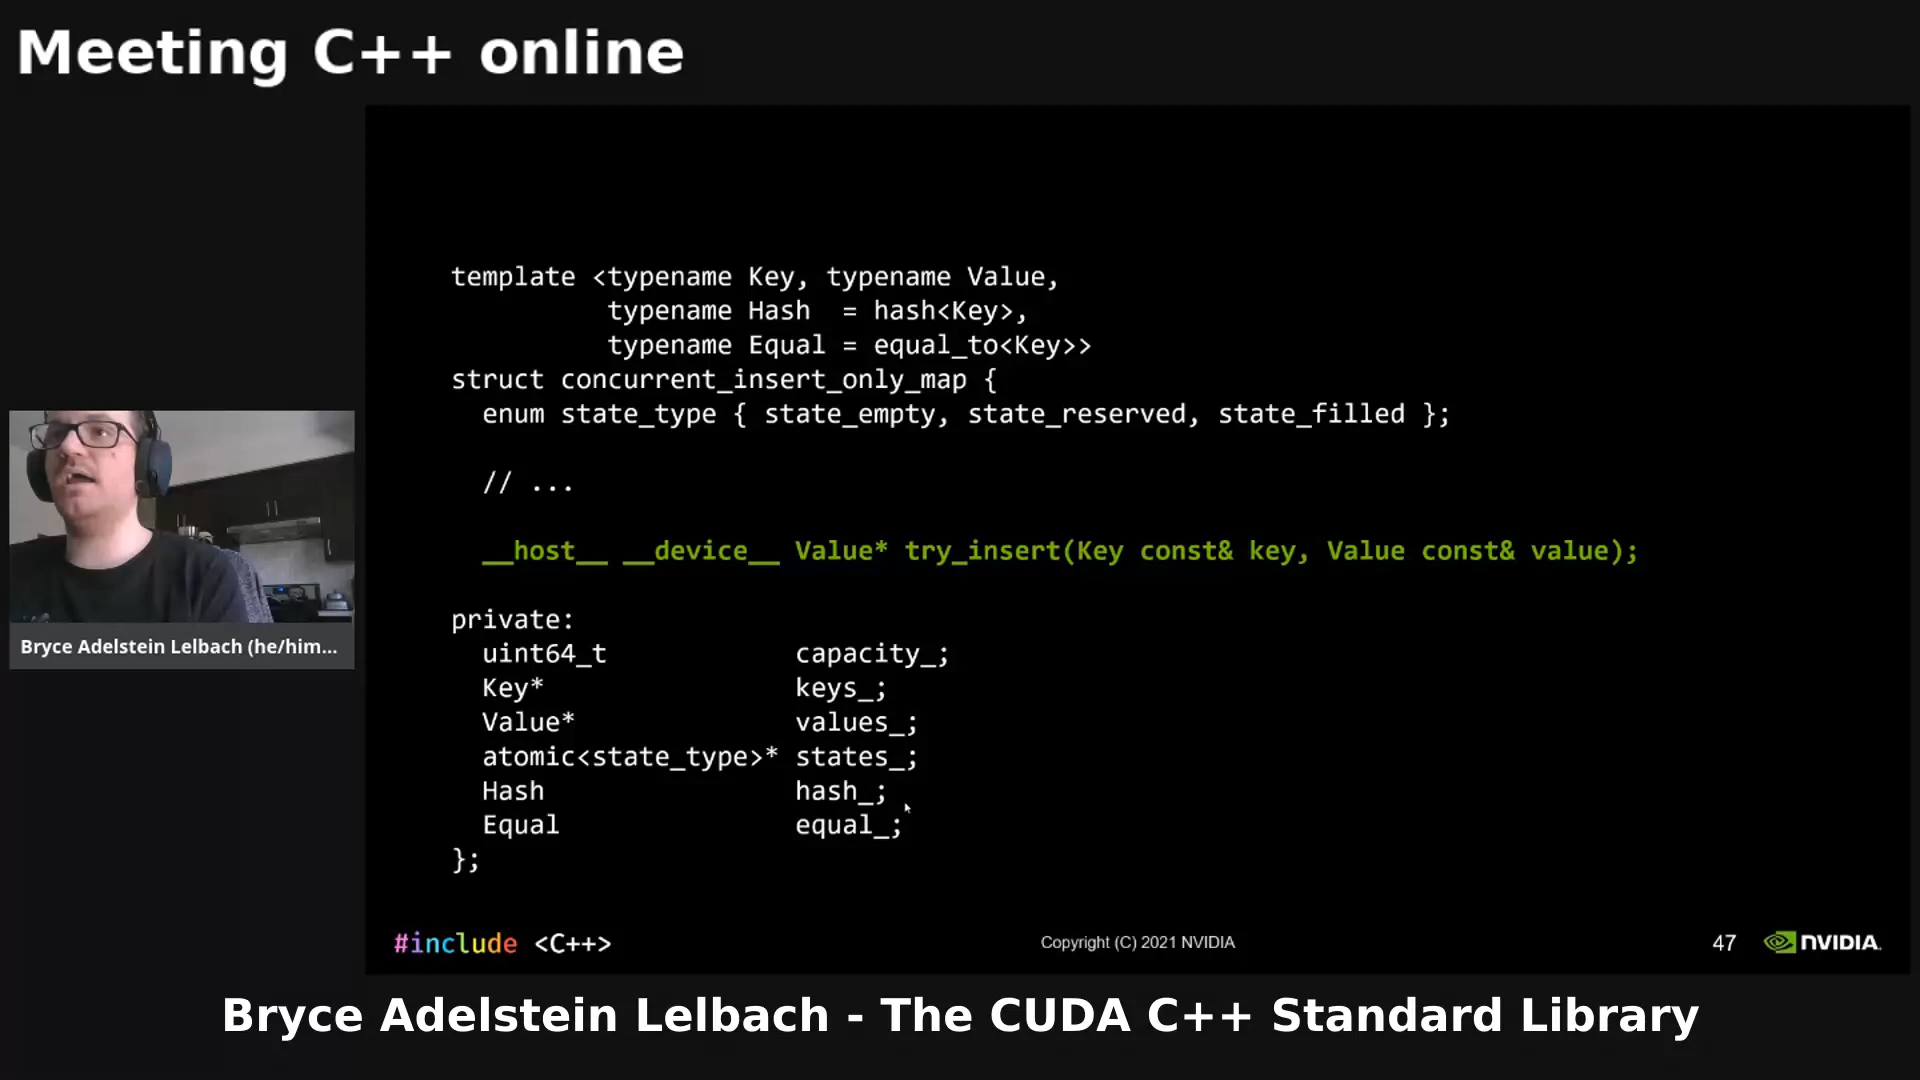 Meeting C++ online
template <typename Key, typename Value,
typename Hash  = hash<Key>,
typename Equal = equal_to<Key>>
struct concurrent_insert_only_map {
enum state_type { state_empty, state_reserved, state_filled };
// ...
__host__ __device__ Value* try_insert(Key const& key, Value const& value);
private:
uint64_t            capacity_;
Key*                keys_;
Value*              values_;
atomic<state_type>* states_;
Hash                hash_;
Equal               equal_;
};
Bryce Adelstein Lelbach (he/him...
#include <C++>
Copyright (C) 2021 NVIDIA
47
NVIDIA.
Bryce Adelstein Lelbach - The CUDA C++ Standard Library